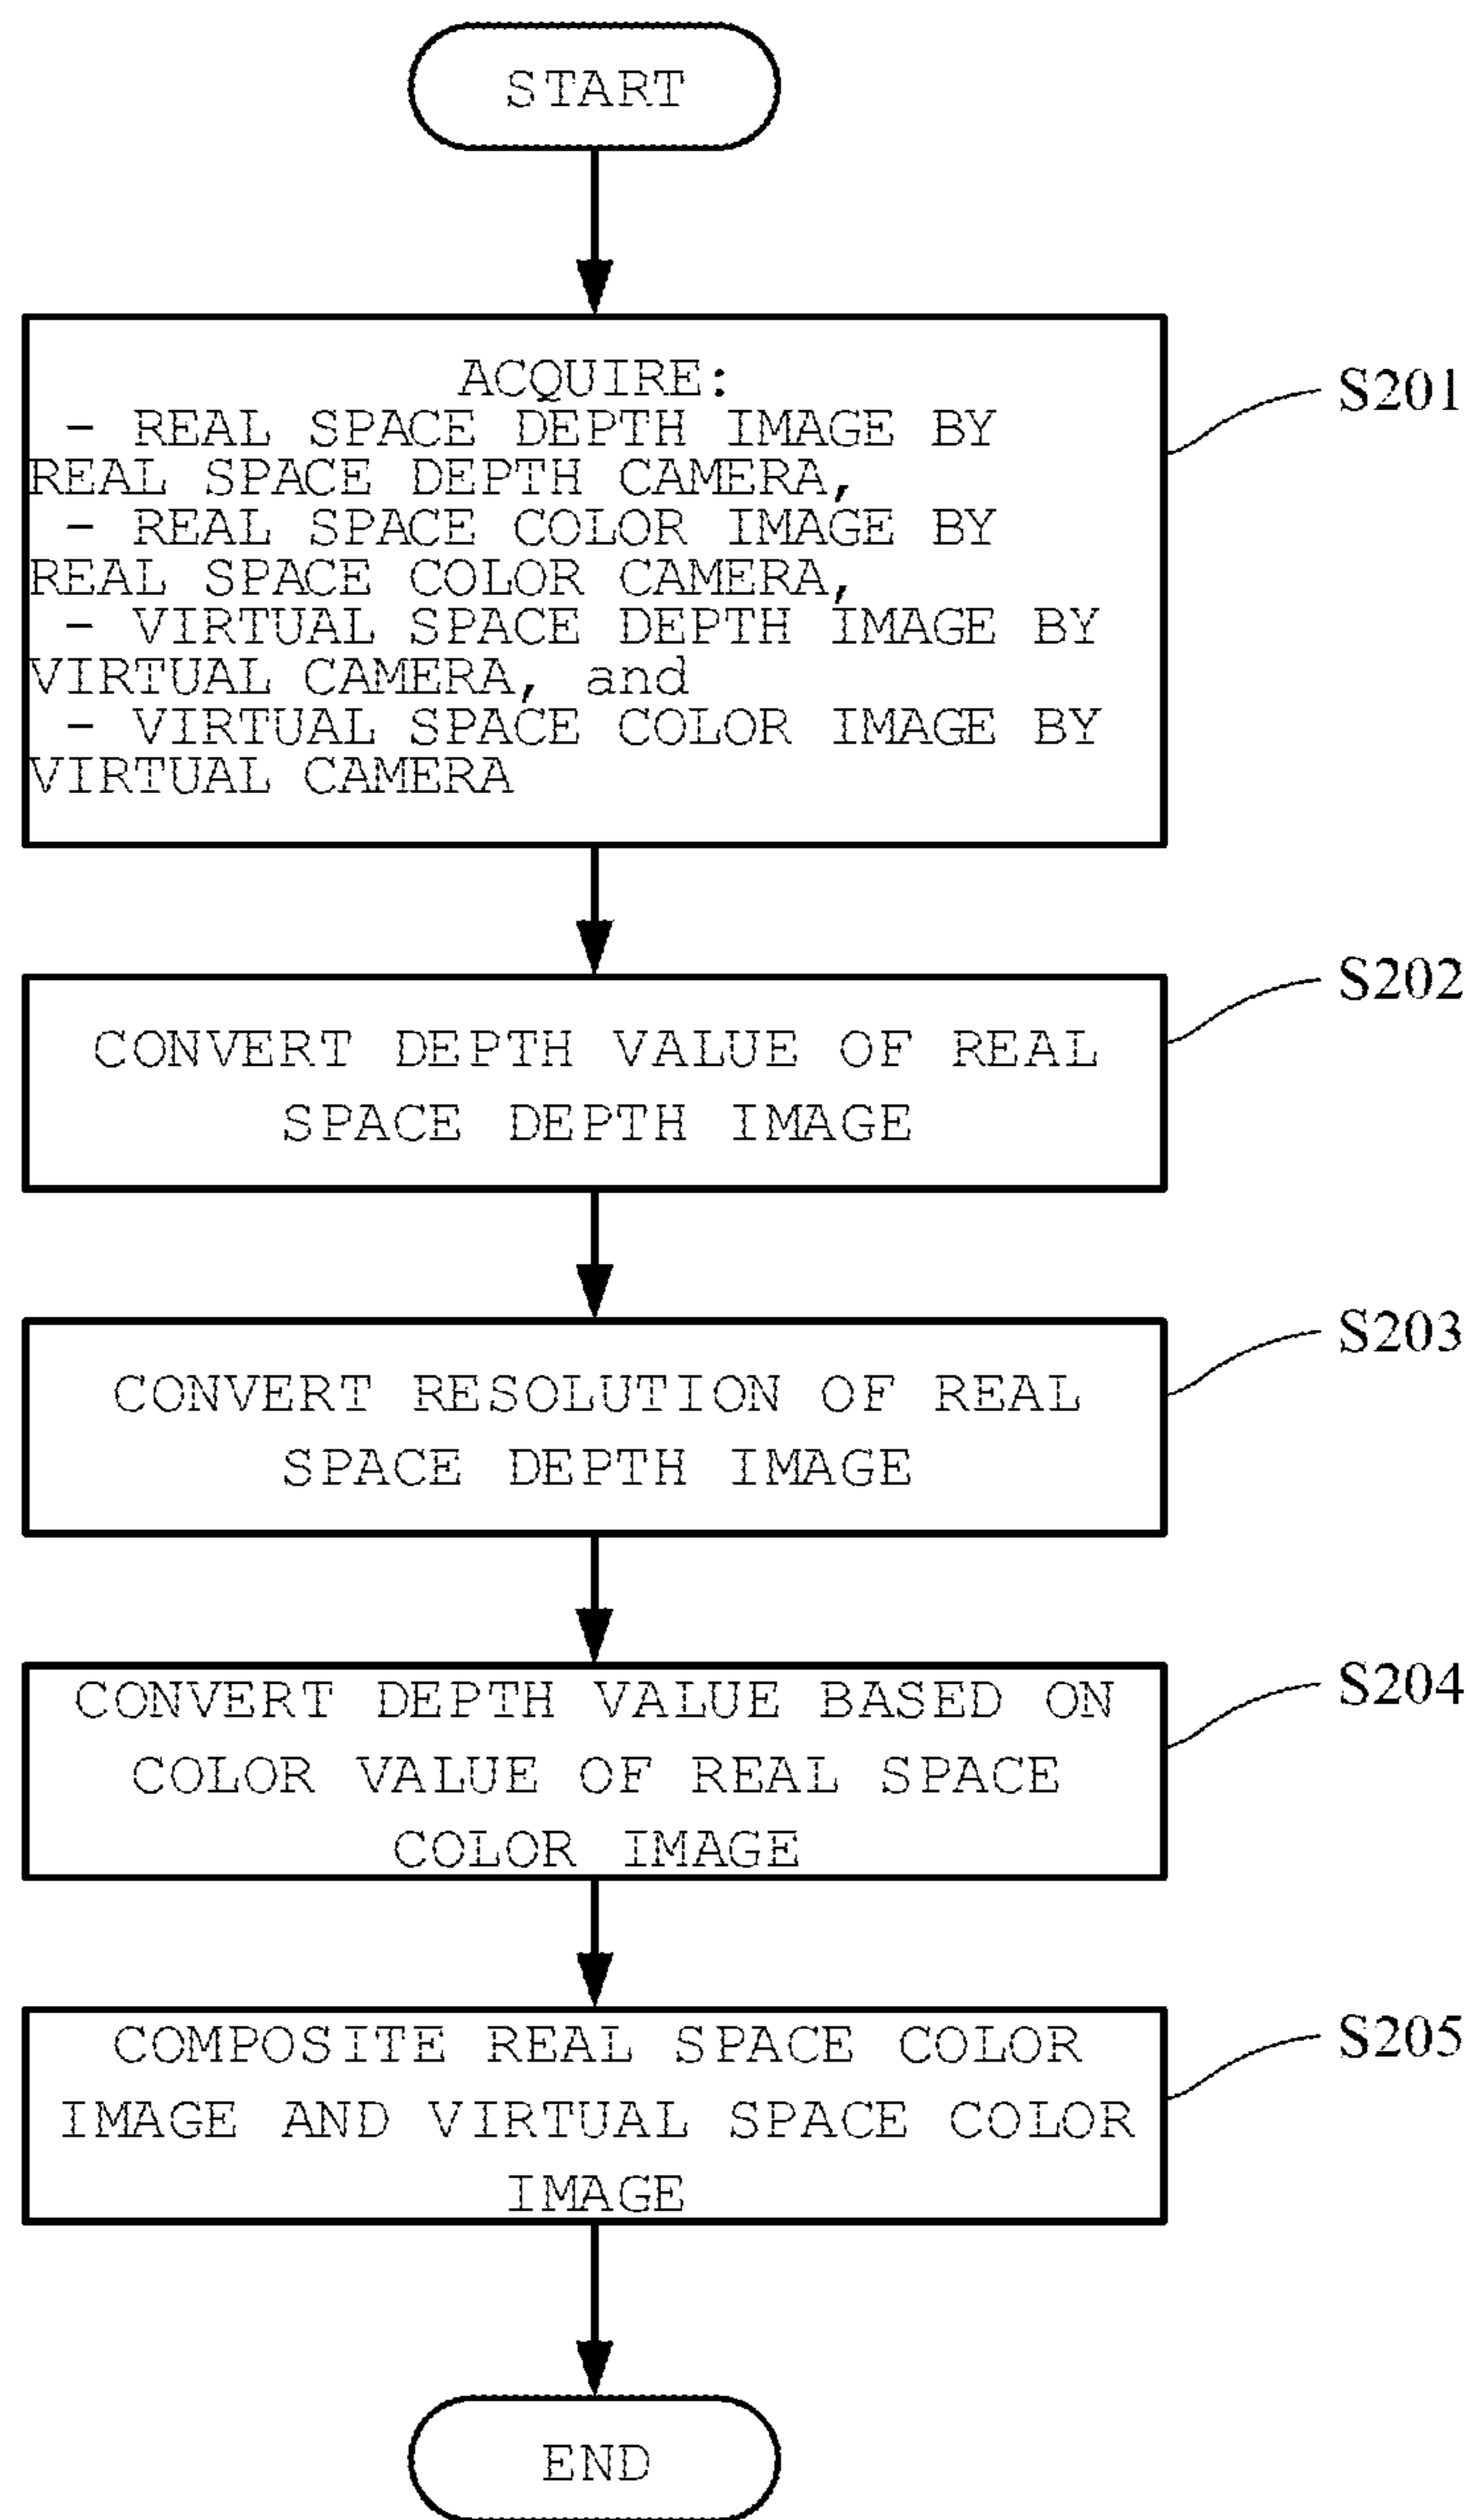 START
ACQUIRE:
- REAL SPACE DEPTH IMAGE BY
REAL SPACE DEPTH CAMERA,
- REAL SPACE COLOR IMAGE BY
REAL SPACE COLOR CAMERA,
- VIRTUAL SPACE DEPTH IMAGE BY
VIRTUAL CAMERA, and
- VIRTUAL SPACE COLOR IMAGE BY
VIRTUAL CAMERA
S201
CONVERT DEPTH VALUE OF REAL
SPACE DEPTH IMAGE
S202
CONVERT RESOLUTION OF REAL
SPACE DEPTH IMAGE
S203
CONVERT DEPTH VALUE BASED ON
COLOR VALUE OF REAL SPACE
COLOR IMAGE
S204
COMPOSITE REAL SPACE COLOR
IMAGE AND VIRTUAL SPACE COLOR
IMAGE
S205
END